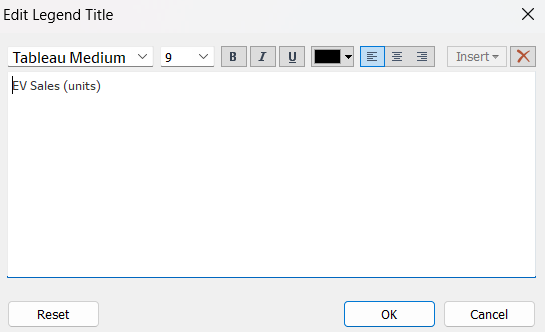 Edit Legend Title
Tableau Medium 9 B I U Insert
EV Sales (units)
Reset OK Cancel